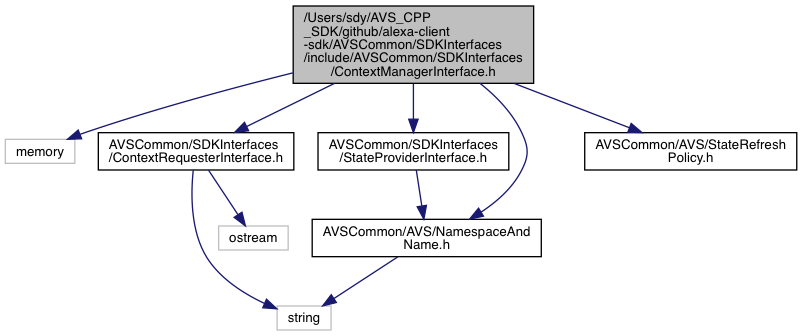 /Users/sdy/AVS_CPP
_SDK/github/alexa-client
-sdk/AVSCommon/SDKInterfaces
/include/AVSCommon/SDKInterfaces
/ContextManagerInterface.h
memory
AVSCommon/SDKInterfaces
/ContextRequesterInterface.h
AVSCommon/SDKInterfaces
/StateProviderInterface.h
AVSCommon/AVS/StateRefresh
Policy.h
ostream
AVSCommon/AVS/NamespaceAnd
Name.h
string